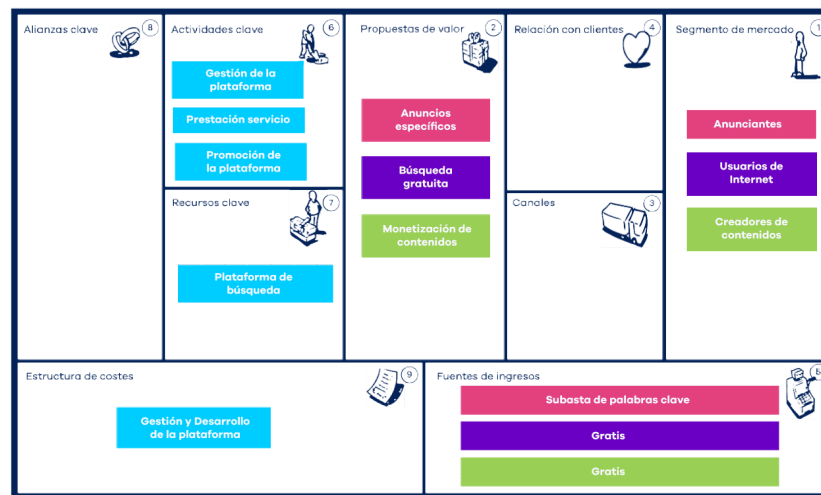 Alianzas clave
8
Actividades clave
6
Gestión de la
plataforma
Prestación servicio
Promoción de
la plataforma
Recursos clave
7
Plataforma de
búsqueda
Propuestas de valor
2
Anuncios
específicos
Búsqueda
gratuita
Monetización de
contenidos
Relación con clientes
4
Canales
3
Segmento de mercado
1
Anunciantes
Usuarios de
Internet
Creadores de
contenidos
Estructura de costes
9
Gestión y Desarrollo
de la plataforma
Fuentes de ingresos
5
Subasta de palabras clave
Gratis
Gratis